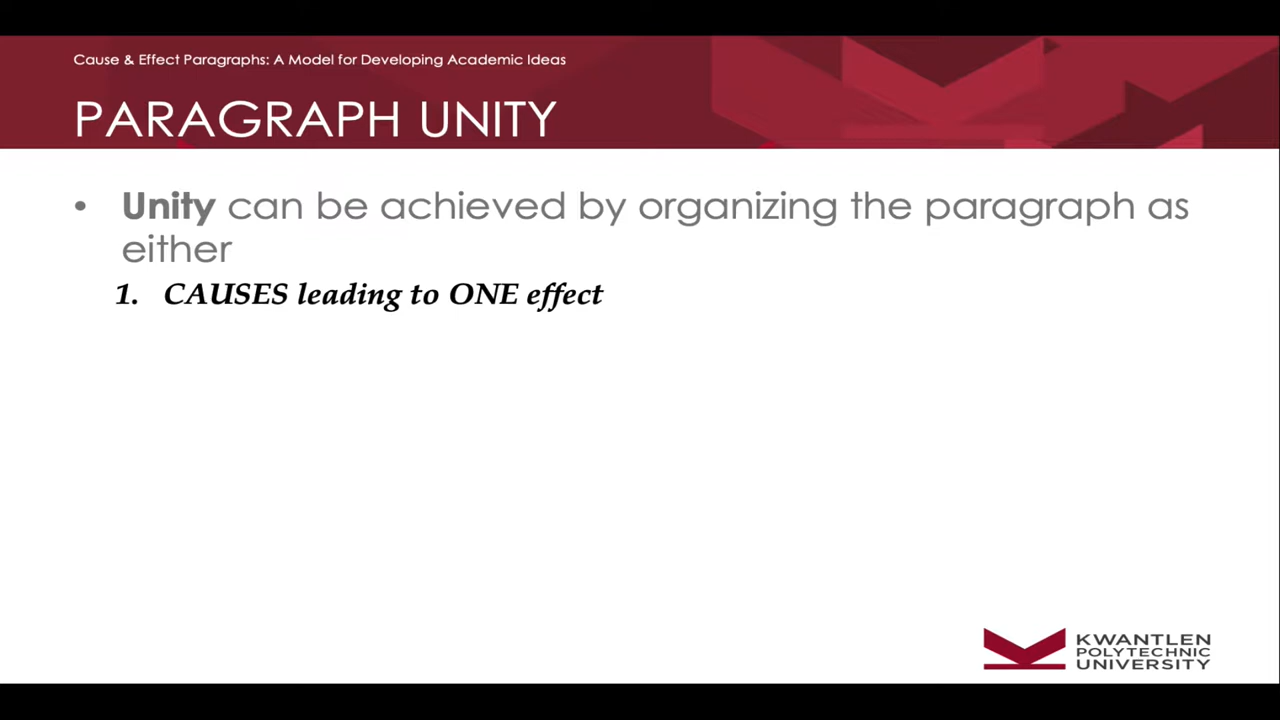 Cause & Effect Paragraphs: A Model for Developing Academic Ideas
PARAGRAPH UNITY
• Unity can be achieved by organizing the paragraph as
either
1. CAUSES leading to ONE effect
KWANTLEN
POLYTECHNIC
UNIVERSITY